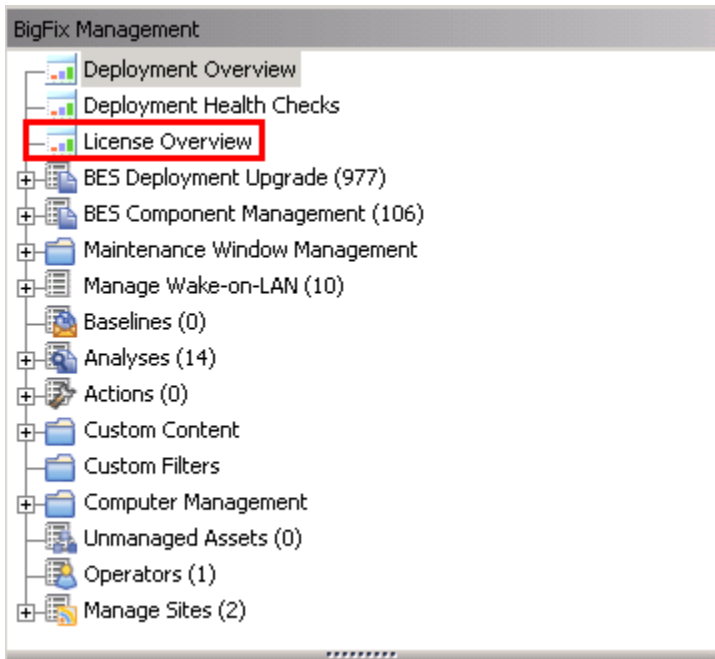 BigFix Management
Deployment Overview
Deployment Health Checks
License Overview
BES Deployment Upgrade (977)
BES Component Management (106)
Maintenance Window Management
Manage Wake-on-LAN (10)
Baselines (0)
Analyses (14)
Actions (0)
Custom Content
Custom Filters
Computer Management
Unmanaged Assets (0)
Operators (1)
Manage Sites (2)